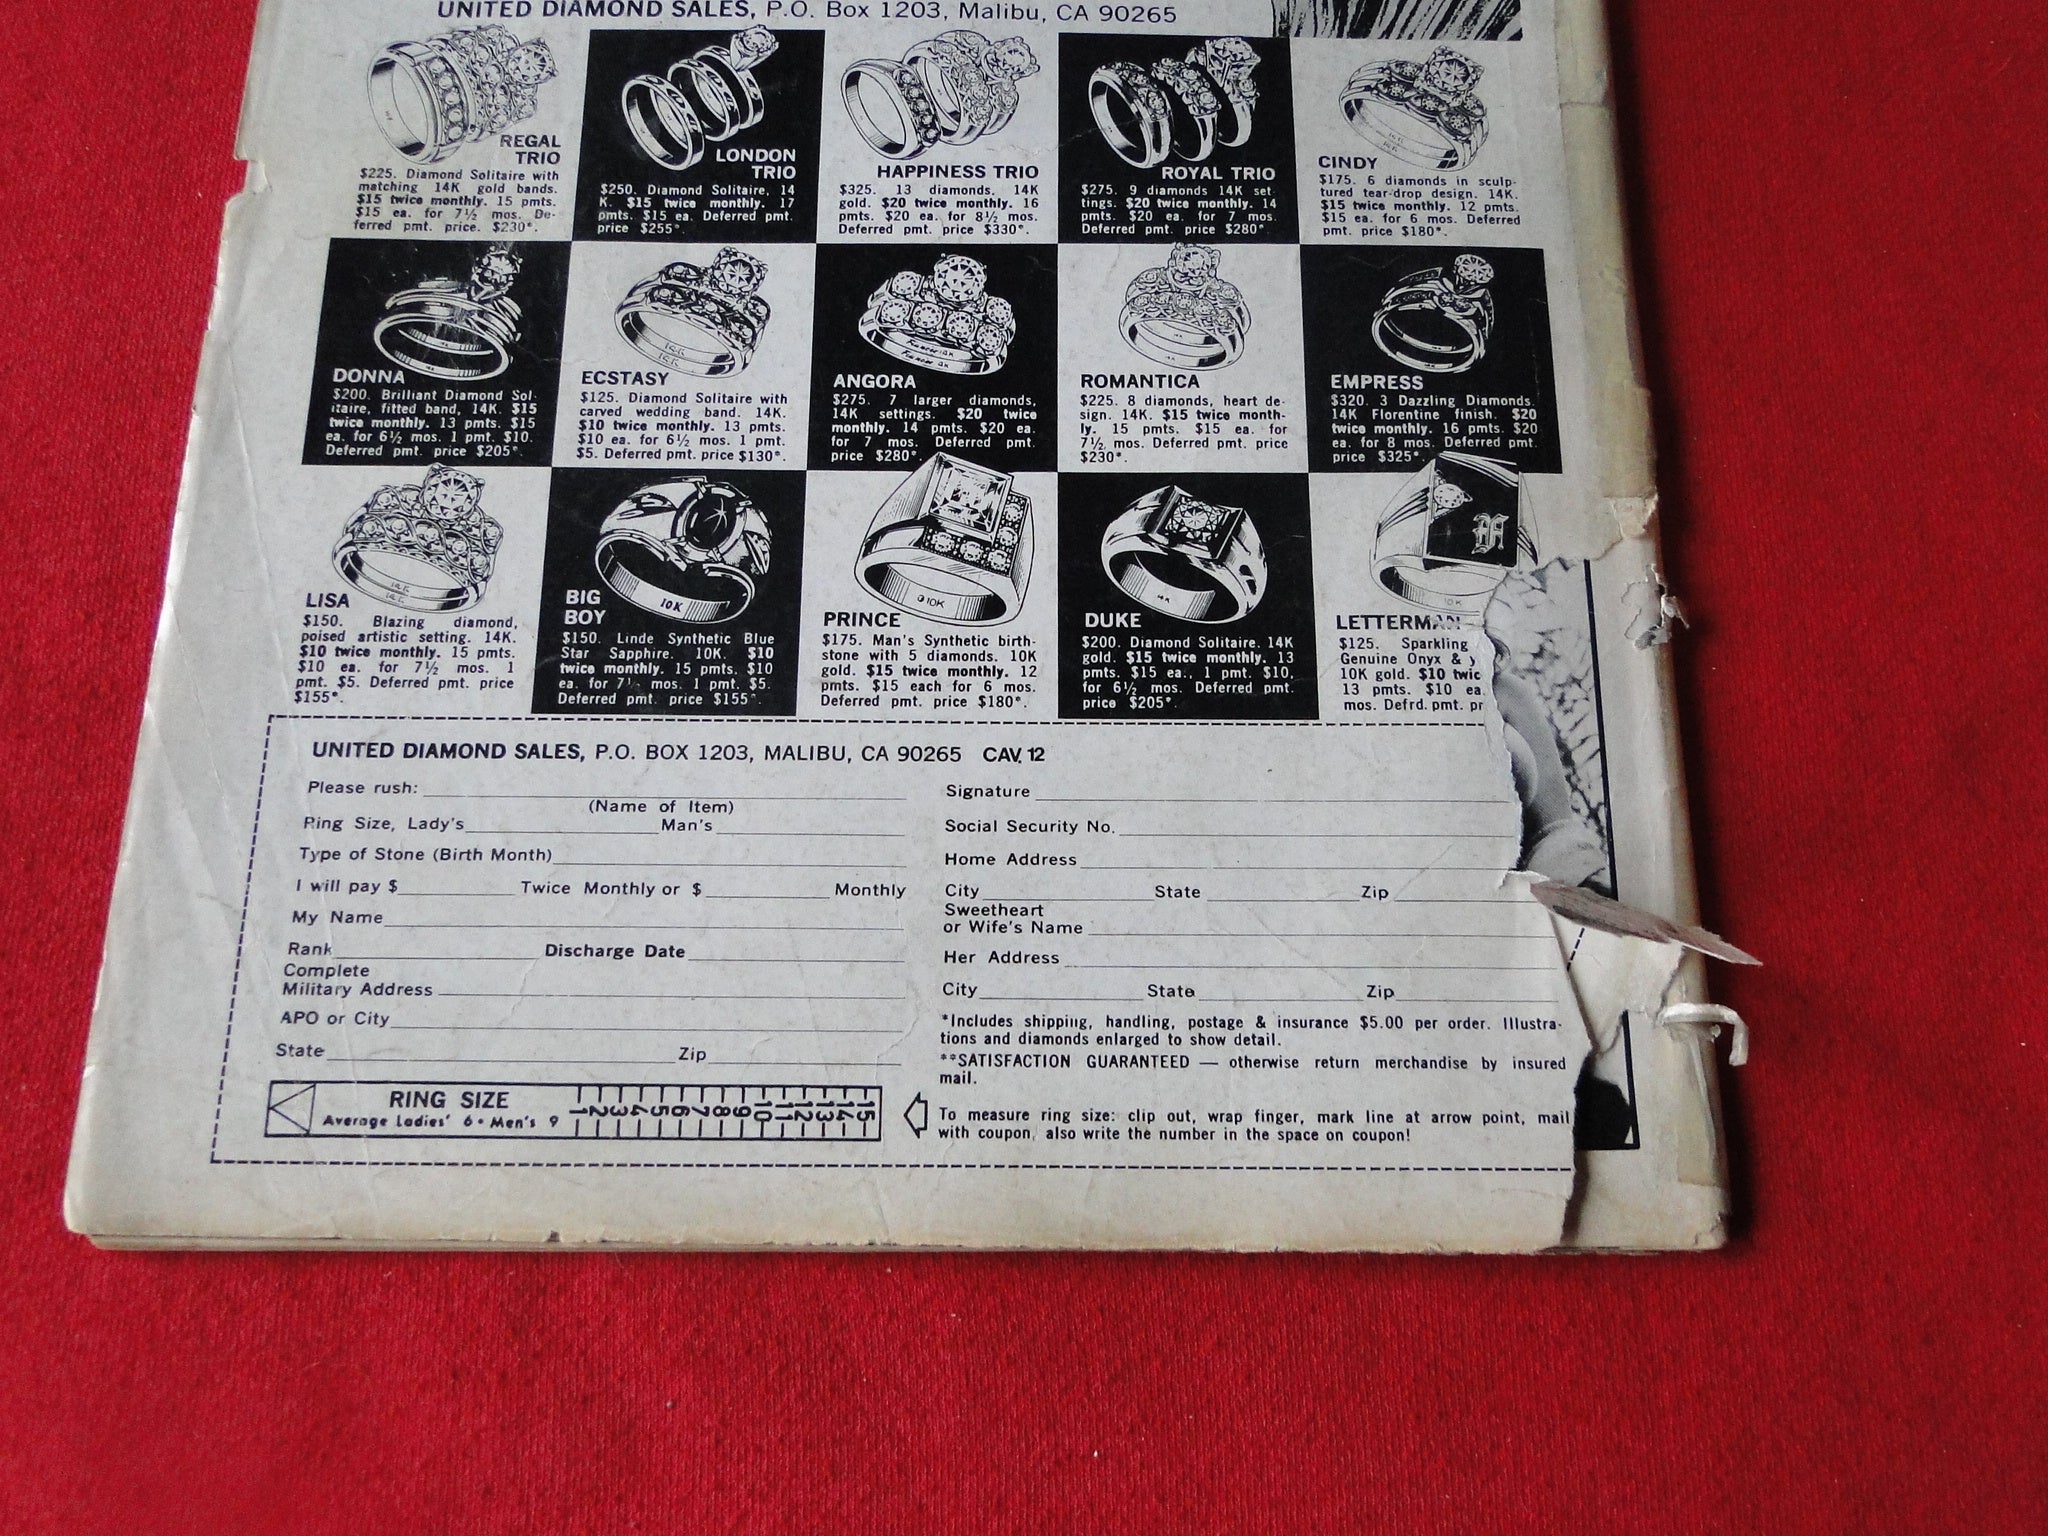 UNITED DIAMOND SALES, P.O. Box 1203, Malibu, CA 90265
REGAL
TRIO
$225. Diamond Solitaire with
matching 14K gold bands.
$15 twice monthly. 15 pmts.
$15 ea. for 7½ mos. De-
ferred pmt. price. $230*.
LONDON
TRIO
$250. Diamond Solitaire, 14
K. $15 twice monthly. 17
pmts. $15 ea. Deferred pmt.
price $255*.
HAPPINESS TRIO
$325. 13 diamonds. 14K
gold. $20 twice monthly. 16
pmts. $20 ea. for 8½ mos.
Deferred pmt. price $330*.
ROYAL TRIO
$275. 9 diamonds 14K set-
tings. $20 twice monthly. 14
pmts. $20 ea. for 7 mos.
Deferred pmt. price $280*.
CINDY
$175. 6 diamonds in sculp-
tured tear-drop design. 14K.
$15 twice monthly. 12 pmts.
$15 ea. for 6 mos. Deferred
pmt. price $180*.
DONNA
$200. Brilliant Diamond Sol-
itaire, fitted band, 14K. $15
twice monthly. 13 pmts. $15
ea. for 6½ mos. 1 pmt. $10.
Deferred pmt. price $205*.
ECSTASY
$125. Diamond Solitaire with
carved wedding band. 14K.
$10 twice monthly. 13 pmts.
$10 ea. for 6½ mos. 1 pmt.
$5. Deferred pmt. price $130*.
ANGORA
$275. 7 larger diamonds,
14K settings. $20 twice
monthly. 14 pmts. $20 ea.
for 7 mos. Deferred pmt.
price $280*.
ROMANTICA
$225. 8 diamonds, heart de-
sign. 14K. $15 twice month-
ly. 15 pmts. $15 ea. for
7½ mos. Deferred pmt. price
$230*.
EMPRESS
$320. 3 Dazzling Diamonds.
14K Florentine finish. $20
twice monthly. 16 pmts. $20
ea. for 8 mos. Deferred pmt.
price $325*.
LISA
$150. Blazing diamond,
poised artistic setting. 14K.
$10 twice monthly. 15 pmts.
$10 ea. for 7½ mos. 1
pmt. $5. Deferred pmt. price
$155*.
10K
BIG
BOY
$150. Linde Synthetic Blue
Star Sapphire. 10K. $10
twice monthly. 15 pmts. $10
ea. for 7½ mos. 1 pmt. $5.
Deferred pmt. price $155*.
10K
PRINCE
$175. Man's Synthetic birth-
stone with 5 diamonds. 10K
gold. $15 twice monthly. 12
pmts. $15 each for 6 mos.
Deferred pmt. price $180*.
14K
DUKE
$200. Diamond Solitaire. 14K
gold. $15 twice monthly. 13
pmts. $15 ea., 1 pmt. $10,
for 6½ mos. Deferred pmt.
price $205*.
10K
LETTERMAN
$125. Sparkling
Genuine Onyx & y
10K gold. $10 twic
13 pmts. $10 ea.
mos. Defrd. pmt. pr
UNITED DIAMOND SALES, P.O. BOX 1203, MALIBU, CA 90265 CAV. 12
Please rush:
(Name of Item)
Ring Size, Lady's Man's
Type of Stone (Birth Month)
I will pay $ Twice Monthly or $ Monthly
My Name
Rank Discharge Date
Complete
Military Address
APO or City
State Zip
RING SIZE
Average Ladies' 6 • Men's 9
1 2 3 4 5 6 7 8 9 10 11 12 13 14 15
Signature
Social Security No.
Home Address
City State Zip
Sweetheart
or Wife's Name
Her Address
City State Zip
*Includes shipping, handling, postage & insurance $5.00 per order. Illustra-
tions and diamonds enlarged to show detail.
**SATISFACTION GUARANTEED — otherwise return merchandise by insured
mail.
To measure ring size: clip out, wrap finger, mark line at arrow point, mail
with coupon, also write the number in the space on coupon!